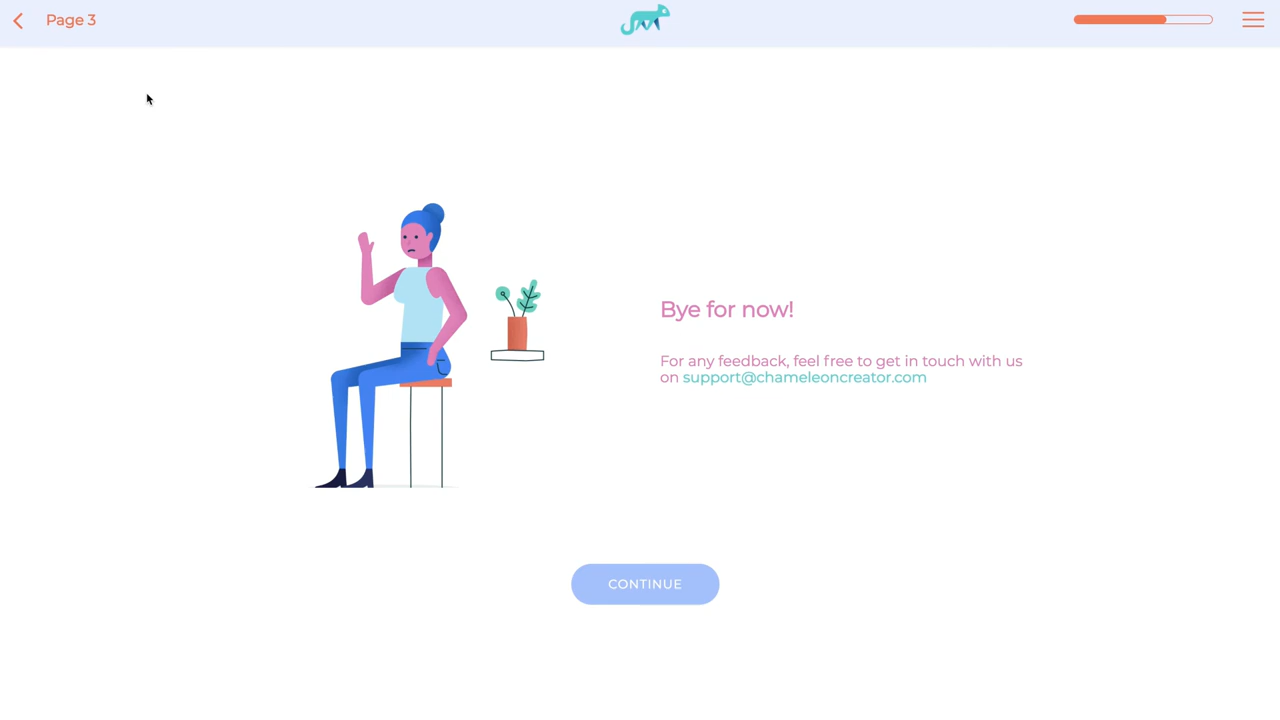 Page 3
Bye for now!
For any feedback, feel free to get in touch with us
on support@chameleoncreator.com
CONTINUE